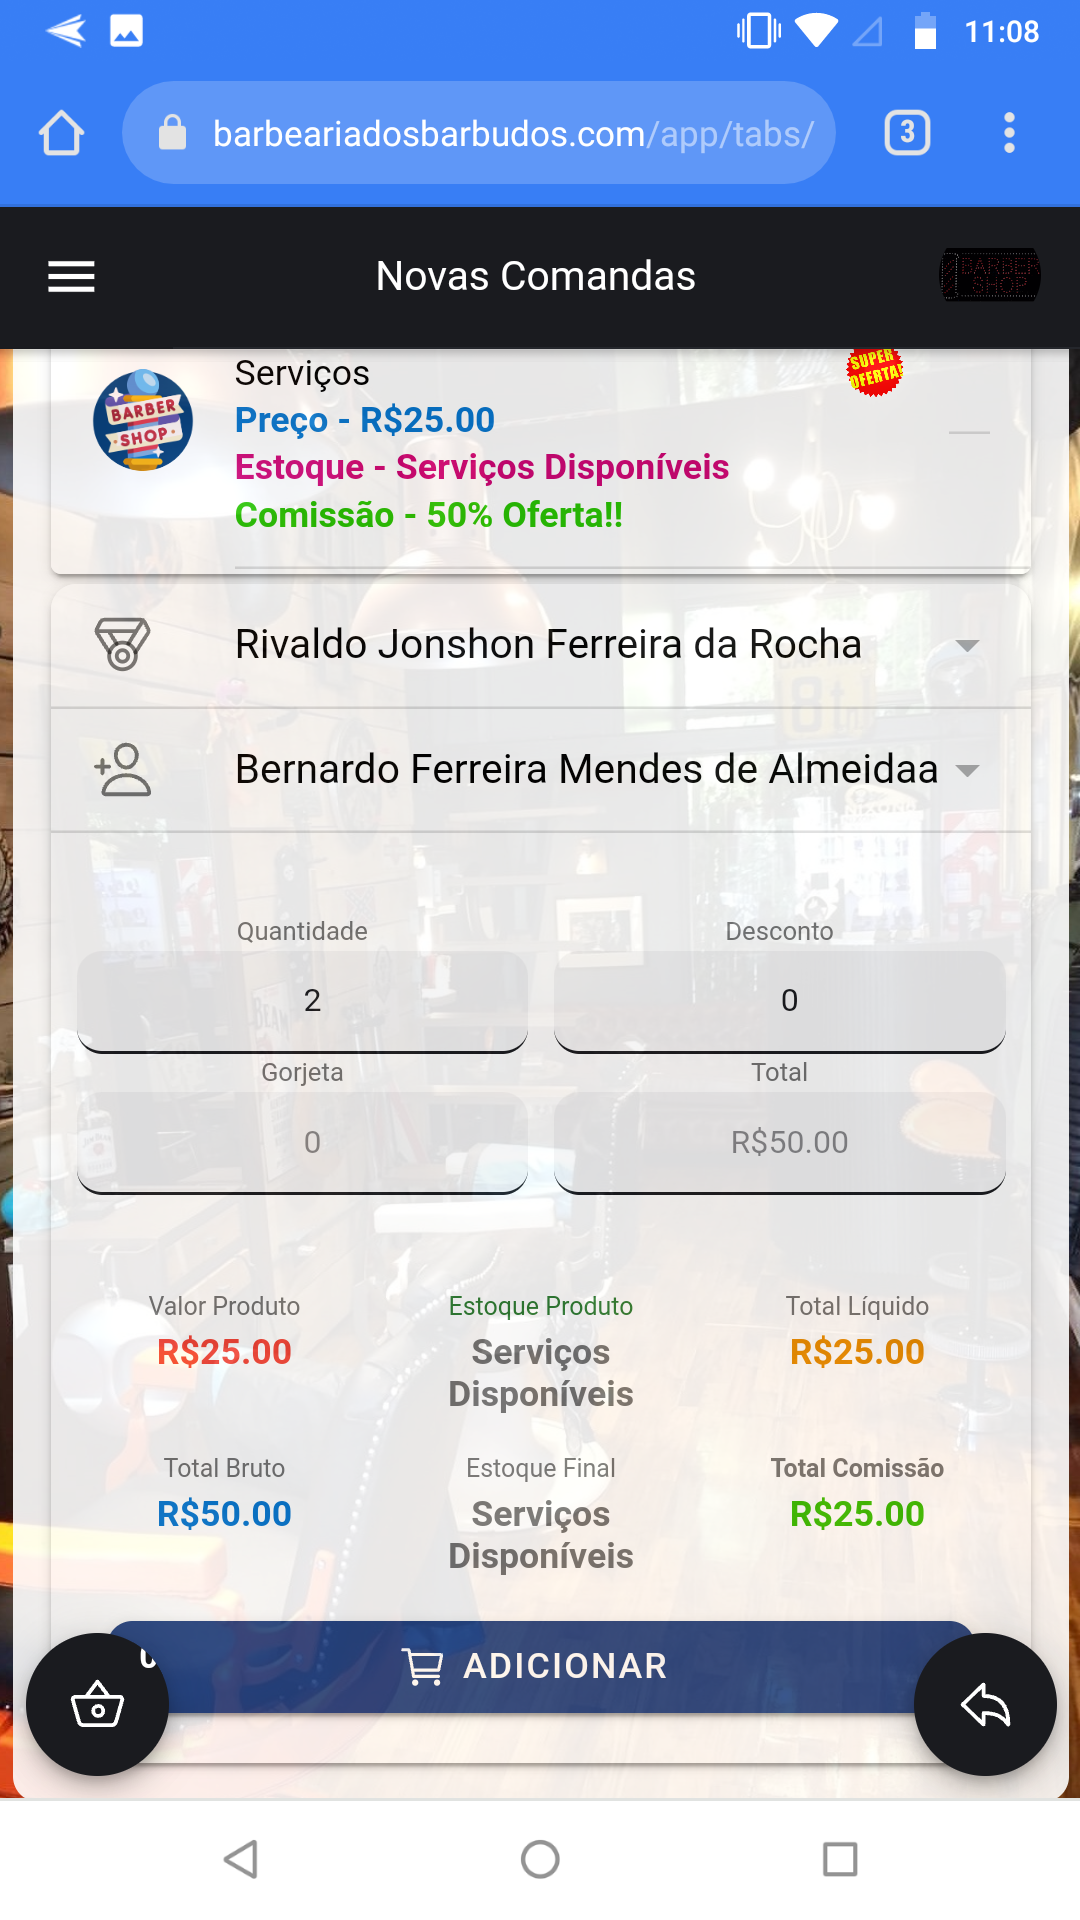 11:08
barbeariadosbarbudos.com/app/tabs/
3
Novas Comandas
BARBER
SHOP
Serviços
SUPER
OFERTA!
BARBER
SHOP
Preço - R$25.00
Estoque - Serviços Disponíveis
Comissão - 50% Oferta!!
Rivaldo Jonshon Ferreira da Rocha
Bernardo Ferreira Mendes de Almeidaa
Quantidade
Desconto
2
0
Gorjeta
Total
0
R$50.00
Valor Produto
Estoque Produto
Total Líquido
R$25.00
Serviços
Disponíveis
R$25.00
Total Bruto
Estoque Final
Total Comissão
R$50.00
Serviços
Disponíveis
R$25.00
ADICIONAR